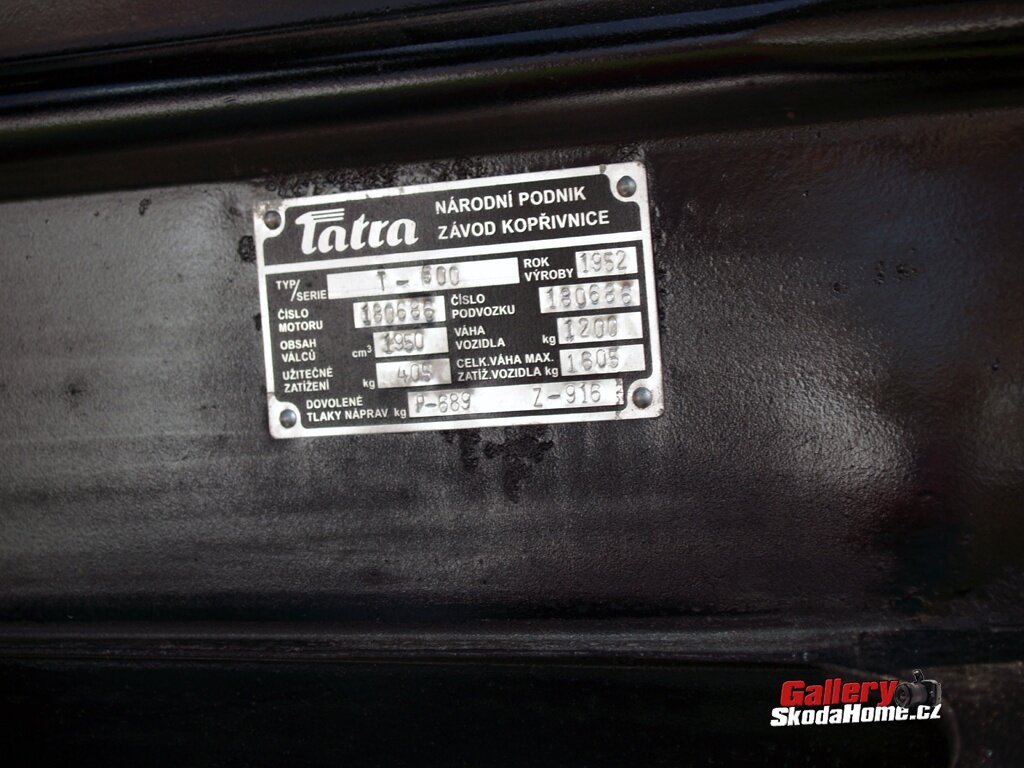 Tatra NÁRODNÍ PODNIK
ZÁVOD KOPŘIVNICE
TYP/SERIE T-600 ROK VÝROBY 1952
ČÍSLO MOTORU 180686 ČÍSLO PODVOZKU 180686
OBSAH VÁLCŮ cm³ 1950 VÁHA VOZIDLA kg 1200
UŽITEČNÉ ZATÍŽENÍ kg 405 CELK.VÁHA MAX. ZATÍŽ.VOZIDLA kg 1605
DOVOLENÉ TLAKY NÁPRAV kg P-689 Z-916
Gallery
SkodaHome.cz